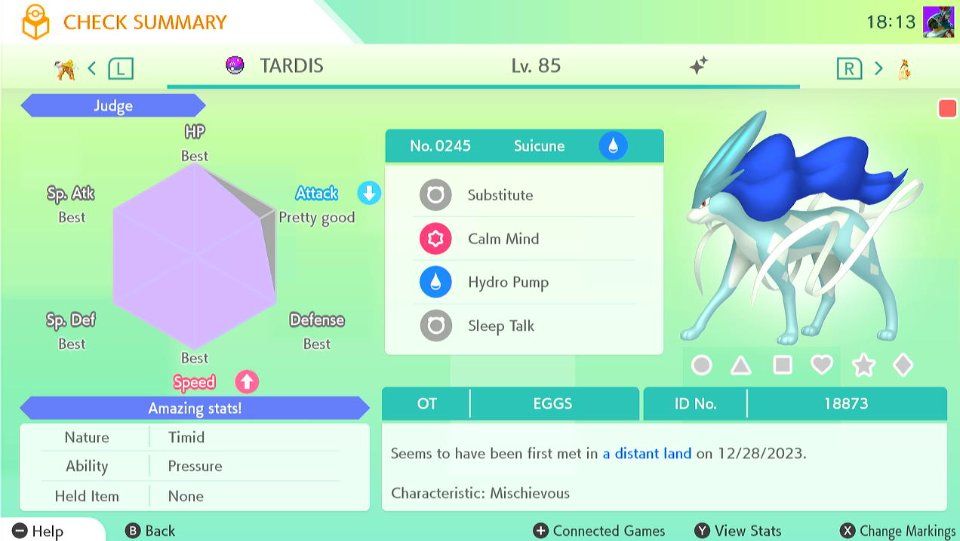 CHECK SUMMARY
18:13
L
TARDIS
Lv. 85
R
Judge
HP
Best
Sp. Atk
Best
Attack
Pretty good
Sp. Def
Best
Defense
Best
Best
Speed
Amazing stats!
Nature Timid
Ability Pressure
Held Item None
No. 0245 Suicune
Substitute
Calm Mind
Hydro Pump
Sleep Talk
OT EGGS ID No. 18873
Seems to have been first met in a distant land on 12/28/2023.
Characteristic: Mischievous
Help
B Back
Connected Games
Y View Stats
X Change Markings